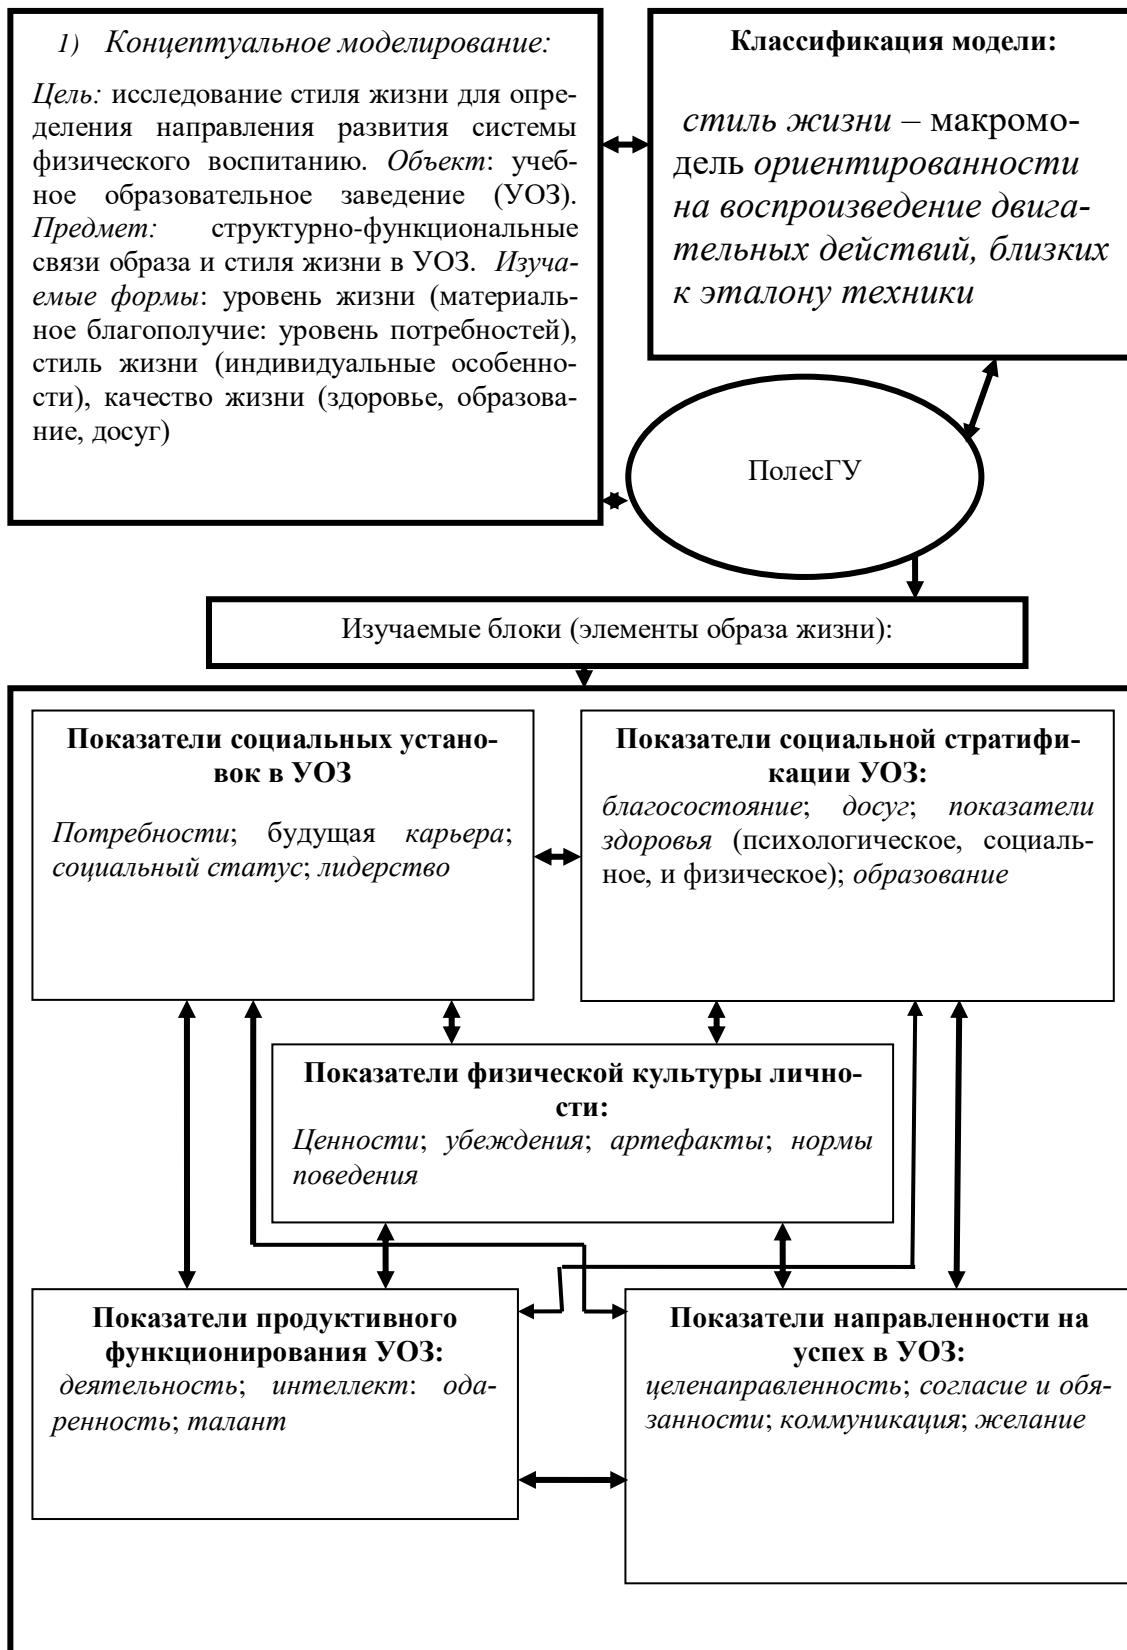 1) Концептуальное моделирование:
Цель: исследование стиля жизни для опре-
деления направления развития системы
физического воспитанию. Объект: учеб-
ное образовательное заведение (УОЗ).
Предмет: структурно-функциональные
связи образа и стиля жизни в УОЗ. Изуча-
емые формы: уровень жизни (материаль-
ное благополучие: уровень потребностей),
стиль жизни (индивидуальные особенно-
сти), качество жизни (здоровье, образова-
ние, досуг)
Классификация модели:
стиль жизни – макромо-
дель ориентированности
на воспроизведение двига-
тельных действий, близких
к эталону техники
ПолесГУ
Изучаемые блоки (элементы образа жизни):
Показатели социальных устано-
вок в УОЗ
Потребности; будущая карьера;
социальный статус; лидерство
Показатели социальной стратифи-
кации УОЗ:
благосостояние; досуг; показатели
здоровья (психологическое, социаль-
ное, и физическое); образование
Показатели физической культуры лично-
сти:
Ценности; убеждения; артефакты; нормы
поведения
Показатели продуктивного
функционирования УОЗ:
деятельность; интеллект: ода-
ренность; талант
Показатели направленности на
успех в УОЗ:
целенаправленность; согласие и обя-
занности; коммуникация; желание